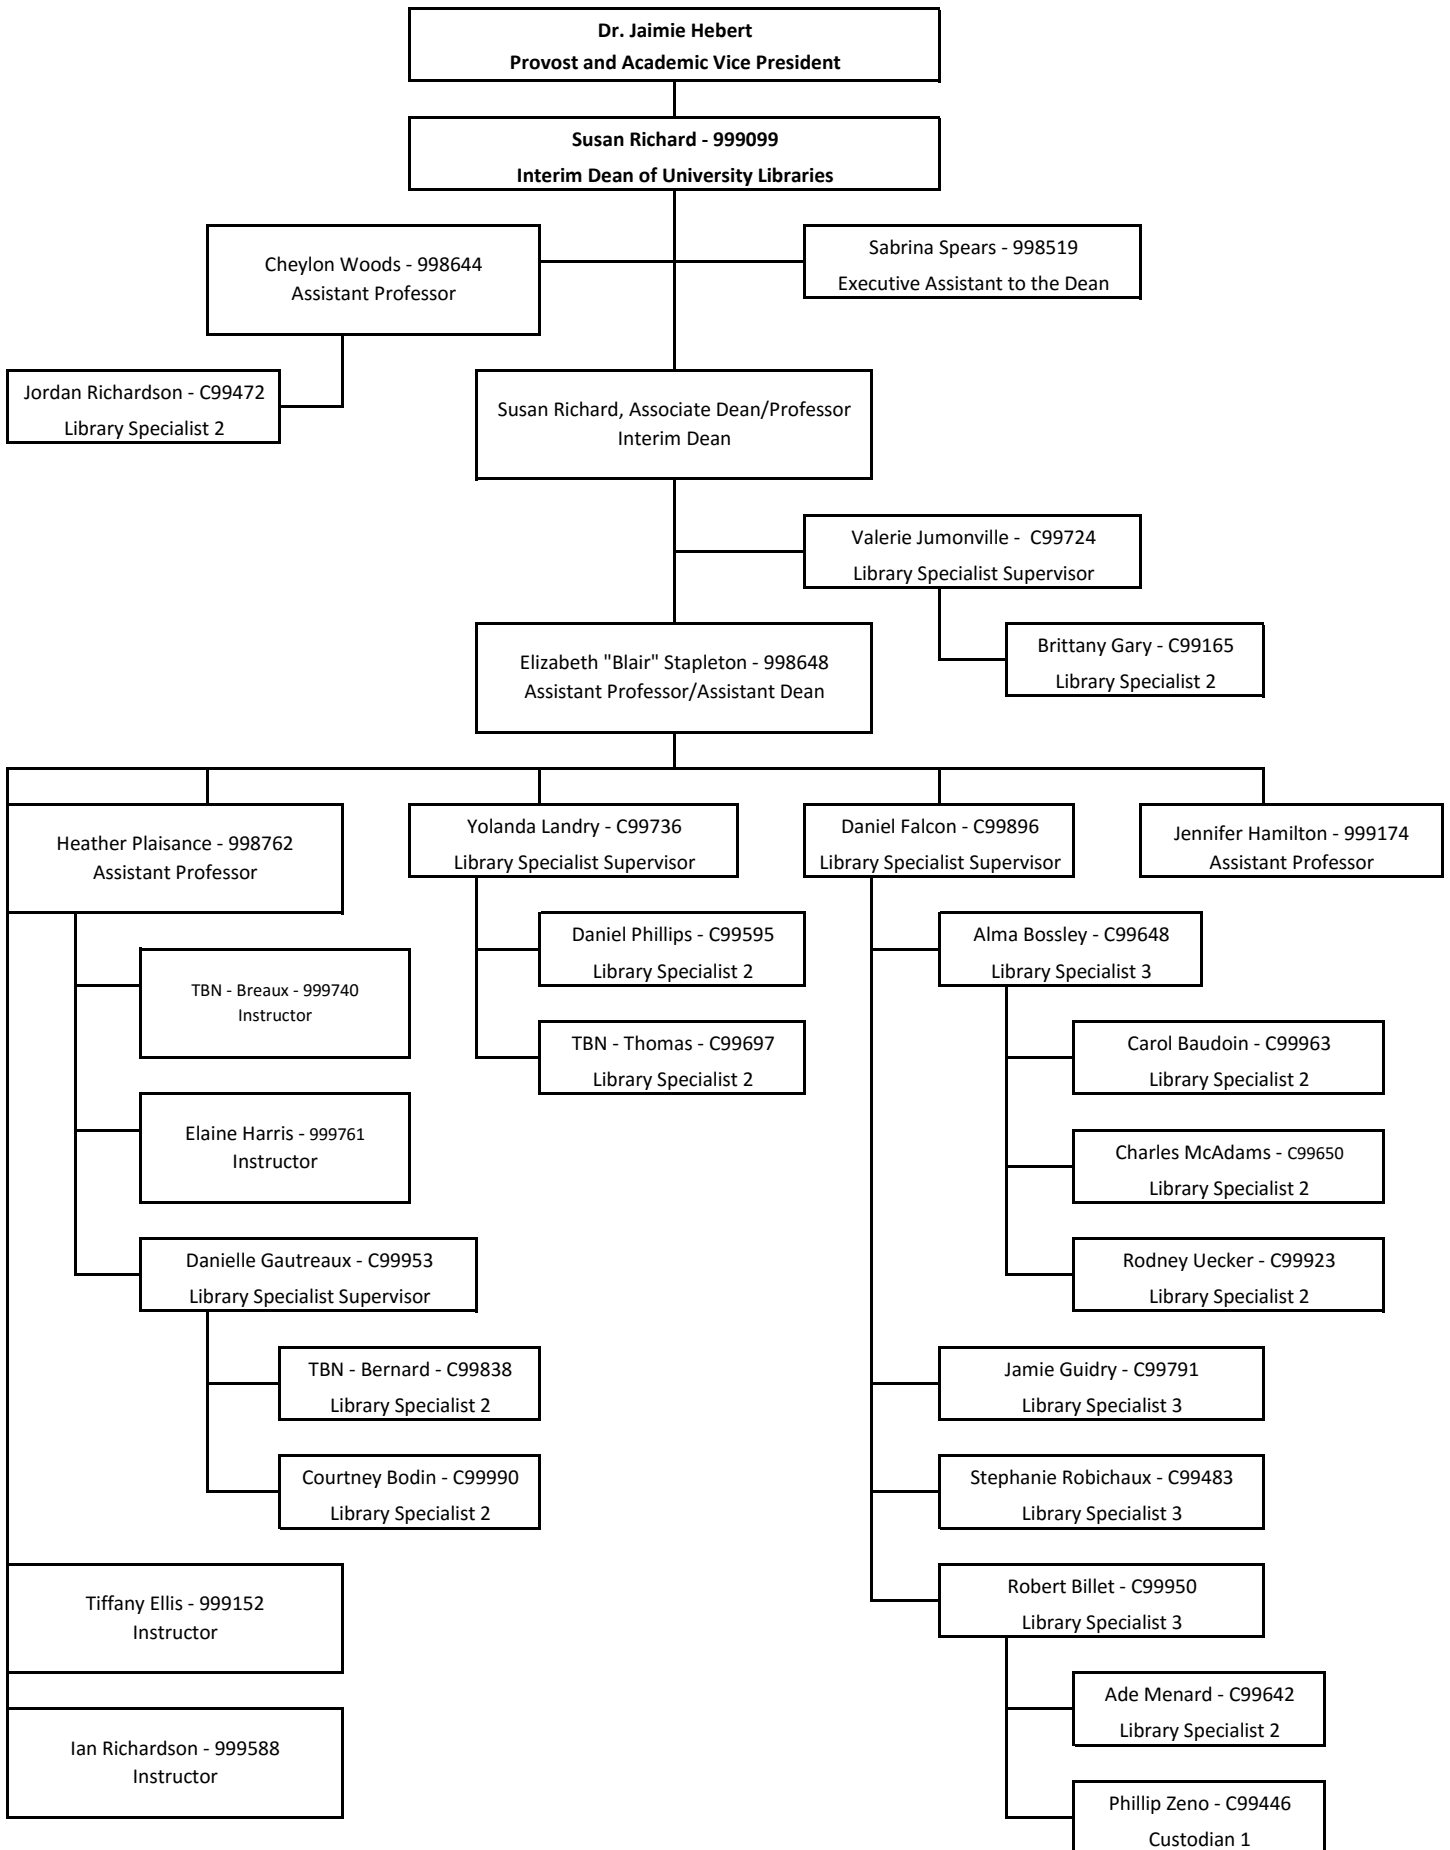 Dr. Jaimie Hebert
Provost and Academic Vice President
Susan Richard - 999099
Interim Dean of University Libraries
Cheylon Woods - 998644
Assistant Professor
Sabrina Spears - 998519
Executive Assistant to the Dean
Jordan Richardson - C99472
Library Specialist 2
Susan Richard, Associate Dean/Professor
Interim Dean
Valerie Jumonville - C99724
Library Specialist Supervisor
Brittany Gary - C99165
Library Specialist 2
Elizabeth "Blair" Stapleton - 998648
Assistant Professor/Assistant Dean
Heather Plaisance - 998762
Assistant Professor
Yolanda Landry - C99736
Library Specialist Supervisor
Daniel Falcon - C99896
Library Specialist Supervisor
Jennifer Hamilton - 999174
Assistant Professor
TBN - Breaux - 999740
Instructor
Elaine Harris - 999761
Instructor
Danielle Gautreaux - C99953
Library Specialist Supervisor
TBN - Bernard - C99838
Library Specialist 2
Courtney Bodin - C99990
Library Specialist 2
Daniel Phillips - C99595
Library Specialist 2
TBN - Thomas - C99697
Library Specialist 2
Alma Bossley - C99648
Library Specialist 3
Carol Baudoin - C99963
Library Specialist 2
Charles McAdams - C99650
Library Specialist 2
Rodney Uecker - C99923
Library Specialist 2
Jamie Guidry - C99791
Library Specialist 3
Stephanie Robichaux - C99483
Library Specialist 3
Robert Billet - C99950
Library Specialist 3
Ade Menard - C99642
Library Specialist 2
Phillip Zeno - C99446
Custodian 1
Tiffany Ellis - 999152
Instructor
Ian Richardson - 999588
Instructor